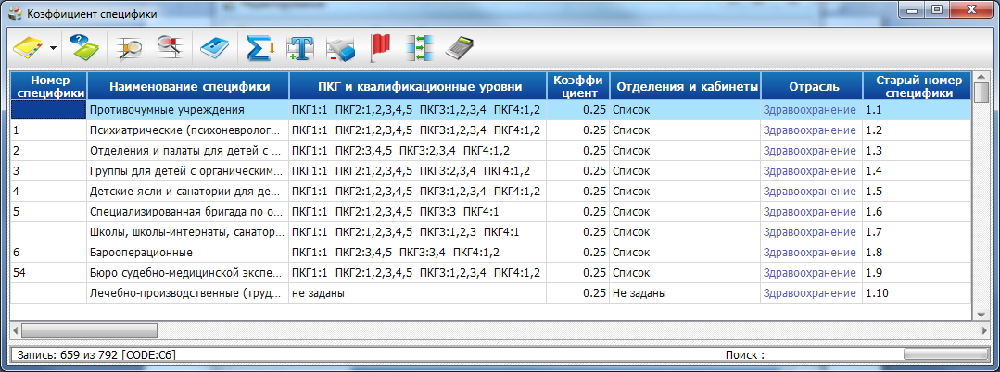 Коэффициент специфики
Номер специфики Наименование специфики ПКГ и квалификационные уровни Коэффи-циент Отделения и кабинеты Отрасль Старый номер специфики
Противочумные учреждения ПКГ1:1 ПКГ2:1,2,3,4,5 ПКГ3:1,2,3,4 ПКГ4:1,2 0.25 Список Здравоохранение 1.1
1 Психиатрические (психоневролог... ПКГ1:1 ПКГ2:1,2,3,4,5 ПКГ3:1,2,3,4 ПКГ4:1,2 0.25 Список Здравоохранение 1.2
2 Отделения и палаты для детей с ... ПКГ1:1 ПКГ2:3,4,5 ПКГ3:2,3,4 ПКГ4:1,2 0.25 Список Здравоохранение 1.3
3 Группы для детей с органическим... ПКГ1:1 ПКГ2:1,2,3,4,5 ПКГ3:2,3,4 ПКГ4:1,2 0.25 Список Здравоохранение 1.4
4 Детские ясли и санатории для де... ПКГ1:1 ПКГ2:1,2,3,4,5 ПКГ3:1,2,3,4 ПКГ4:1,2 0.25 Список Здравоохранение 1.5
5 Специализированная бригада по о... ПКГ1:1 ПКГ2:1,2,3,4,5 ПКГ3:3 ПКГ4:1 0.25 Список Здравоохранение 1.6
Школы, школы-интернаты, санатор... ПКГ1:1 ПКГ2:1,2,3,4,5 ПКГ3:1,2,3 ПКГ4:1 0.25 Список Здравоохранение 1.7
6 Барооперационные ПКГ1:1 ПКГ2:3,4,5 ПКГ3:3,4 ПКГ4:1,2 0.25 Список Здравоохранение 1.8
54 Бюро судебно-медицинской экспе... ПКГ1:1 ПКГ2:1,2,3,4,5 ПКГ3:1,2,3,4 ПКГ4:1,2 0.25 Список Здравоохранение 1.9
Лечебно-производственные (труд... не заданы 0.25 Не заданы Здравоохранение 1.10
Запись: 659 из 792 [CODE:C6] Поиск :